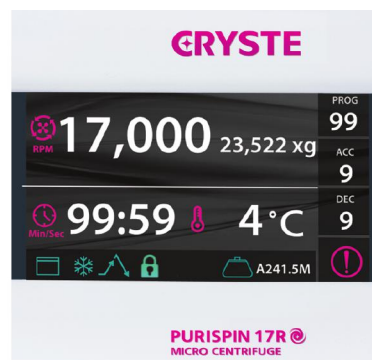 CRYSTE
PROG
99
17,000 23,522 xg
RPM
ACC
9
DEC
9
99:59 4°C
Min/Sec
A241.5M
PURISPIN 17R
MICRO CENTRIFUGE